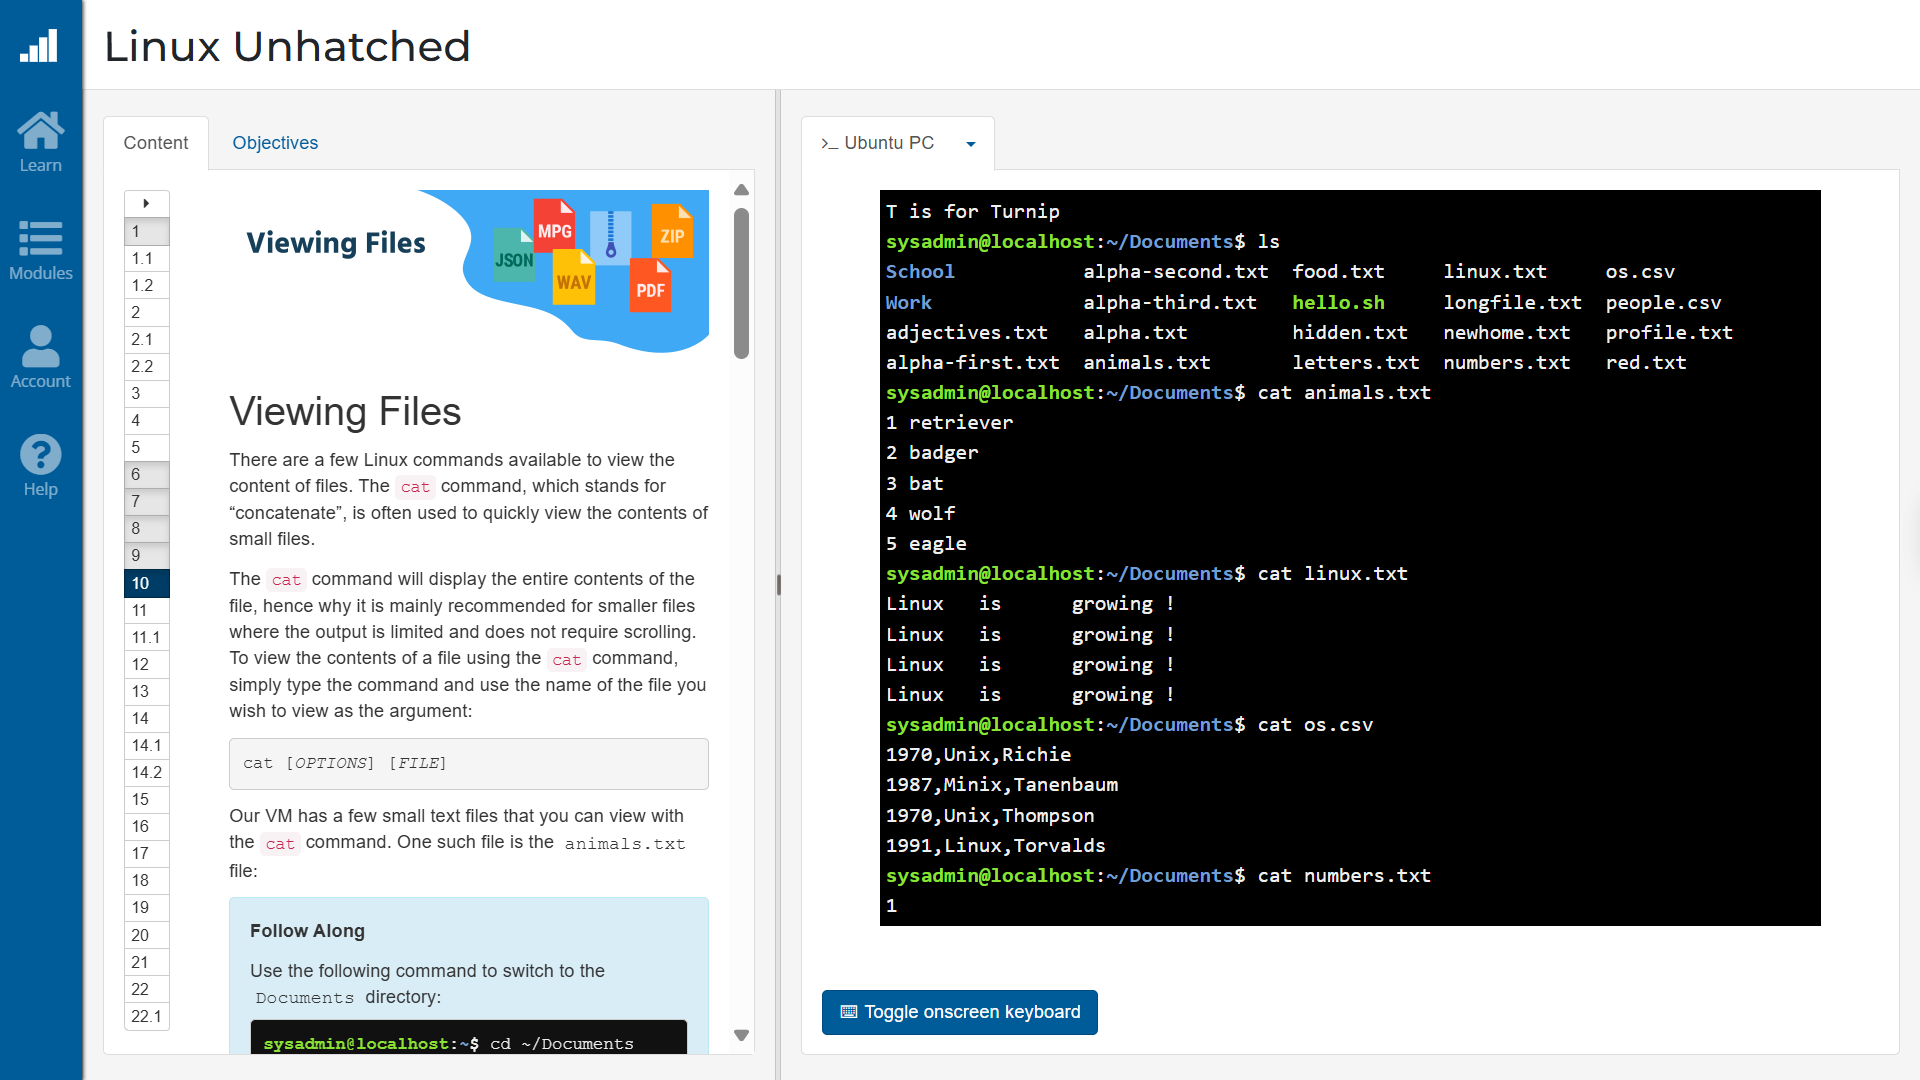 Linux Unhatched
Learn
Modules
Account
Help
Content
Objectives
1
1.1
1.2
2
2.1
2.2
3
4
5
6
7
8
9
10
11
11.1
12
13
14
14.1
14.2
15
16
17
18
19
20
21
22
22.1
Viewing Files
JSON
MPG
WAV
PDF
ZIP
Viewing Files
There are a few Linux commands available to view the
content of files. The cat command, which stands for
“concatenate”, is often used to quickly view the contents of
small files.
The cat command will display the entire contents of the
file, hence why it is mainly recommended for smaller files
where the output is limited and does not require scrolling.
To view the contents of a file using the cat command,
simply type the command and use the name of the file you
wish to view as the argument:
cat [OPTIONS] [FILE]
Our VM has a few small text files that you can view with
the cat command. One such file is the animals.txt
file:
Follow Along
Use the following command to switch to the
Documents directory:
sysadmin@localhost:~$ cd ~/Documents
>_ Ubuntu PC
T is for Turnip
sysadmin@localhost:~/Documents$ ls
School alpha-second.txt food.txt linux.txt os.csv
Work alpha-third.txt hello.sh longfile.txt people.csv
adjectives.txt alpha.txt hidden.txt newhome.txt profile.txt
alpha-first.txt animals.txt letters.txt numbers.txt red.txt
sysadmin@localhost:~/Documents$ cat animals.txt
1 retriever
2 badger
3 bat
4 wolf
5 eagle
sysadmin@localhost:~/Documents$ cat linux.txt
Linux is growing !
Linux is growing !
Linux is growing !
Linux is growing !
sysadmin@localhost:~/Documents$ cat os.csv
1970,Unix,Richie
1987,Minix,Tanenbaum
1970,Unix,Thompson
1991,Linux,Torvalds
sysadmin@localhost:~/Documents$ cat numbers.txt
1
Toggle onscreen keyboard